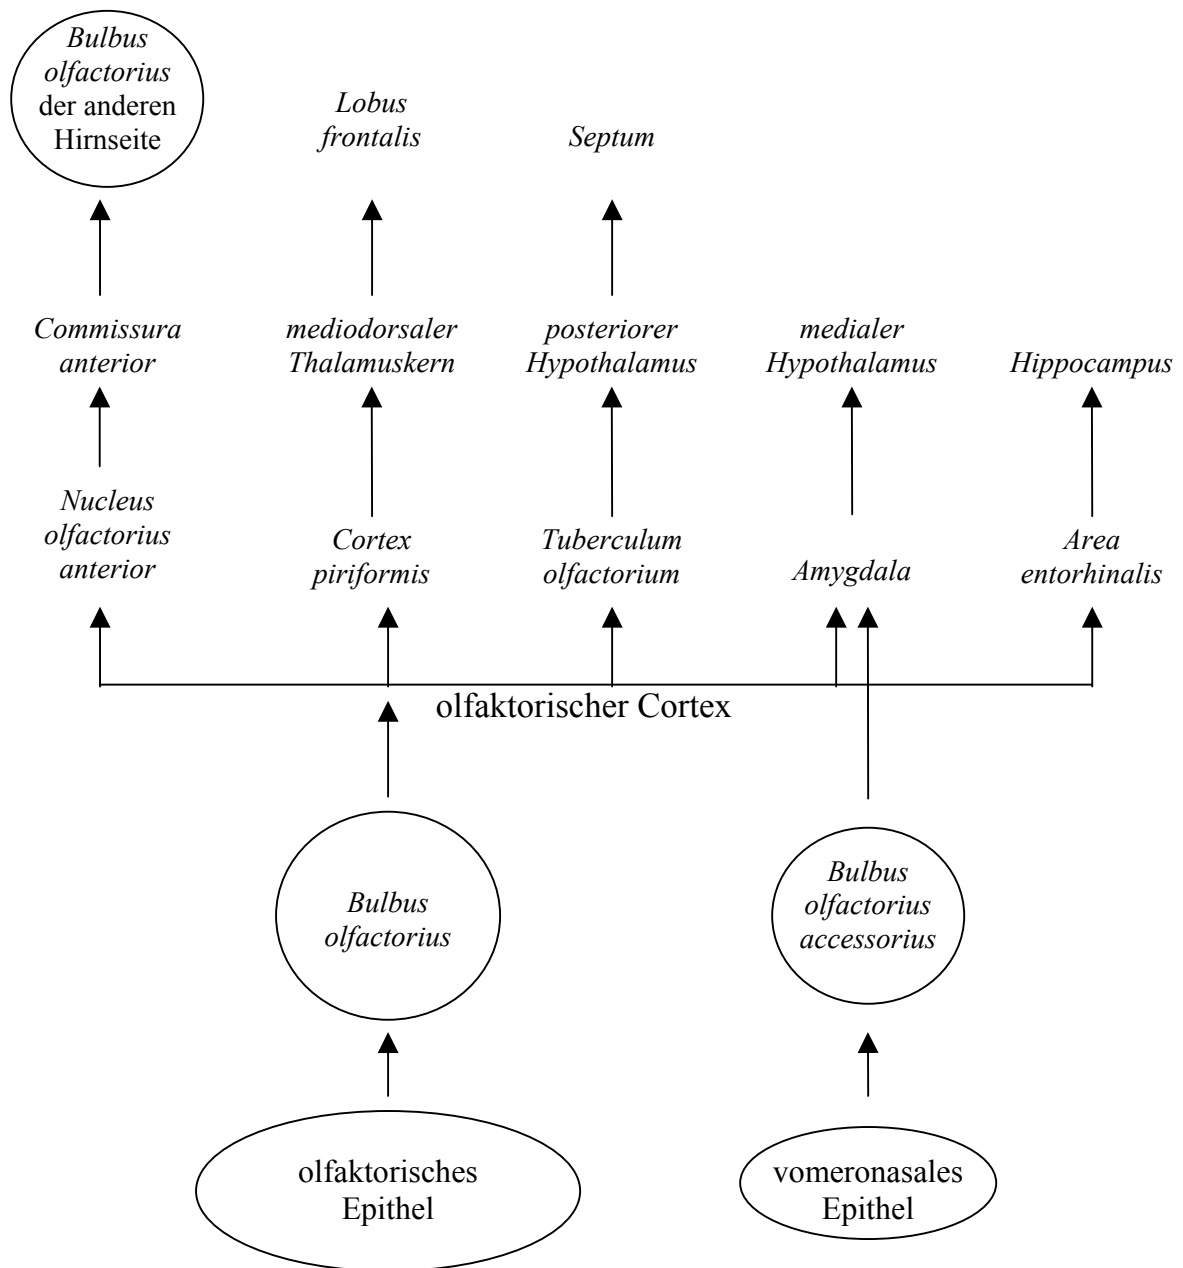 Bulbus
olfactorius
der anderen
Hirnseite
Lobus
frontalis
Septum
Commissura
anterior
mediodorsaler
Thalamuskern
posteriorer
Hypothalamus
medialer
Hypothalamus
Hippocampus
Nucleus
olfactorius
anterior
Cortex
piriformis
Tuberculum
olfactorium
Amygdala
Area
entorhinalis
olfaktorischer Cortex
Bulbus
olfactorius
Bulbus
olfactorius
accessorius
olfaktorisches
Epithel
vomeronasales
Epithel